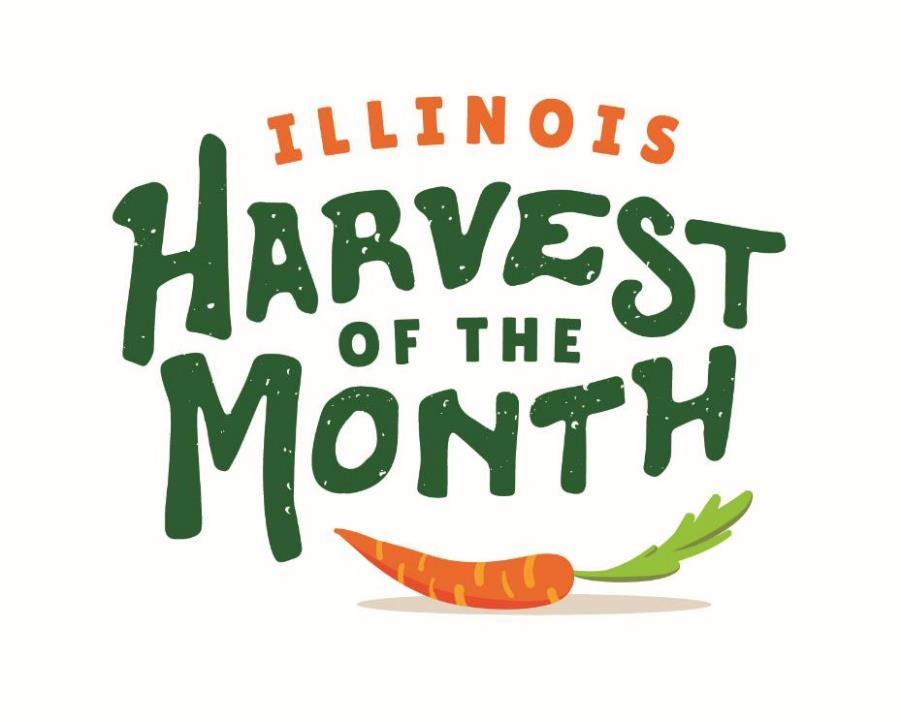 ILLINOIS
HARVEST
OF THE
MONTH